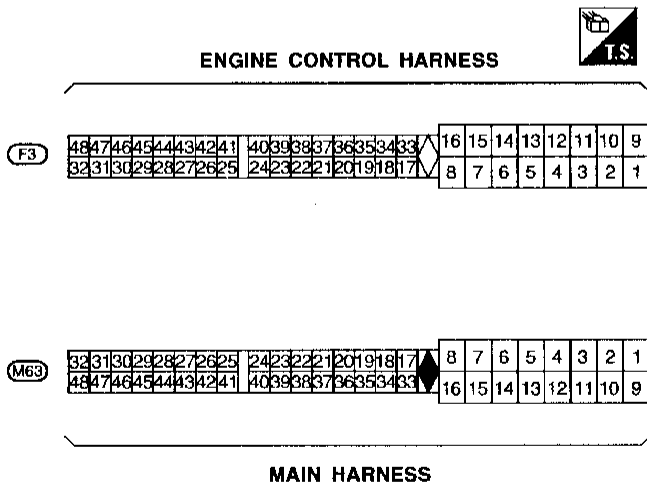 T.S.
ENGINE CONTROL HARNESS
F3
48 47 46 45 44 43 42 41 40 39 38 37 36 35 34 33 16 15 14 13 12 11 10 9
32 31 30 29 28 27 26 25 24 23 22 21 20 19 18 17 8 7 6 5 4 3 2 1
M63
32 31 30 29 28 27 26 25 24 23 22 21 20 19 18 17 8 7 6 5 4 3 2 1
48 47 46 45 44 43 42 41 40 39 38 37 36 35 34 33 16 15 14 13 12 11 10 9
MAIN HARNESS